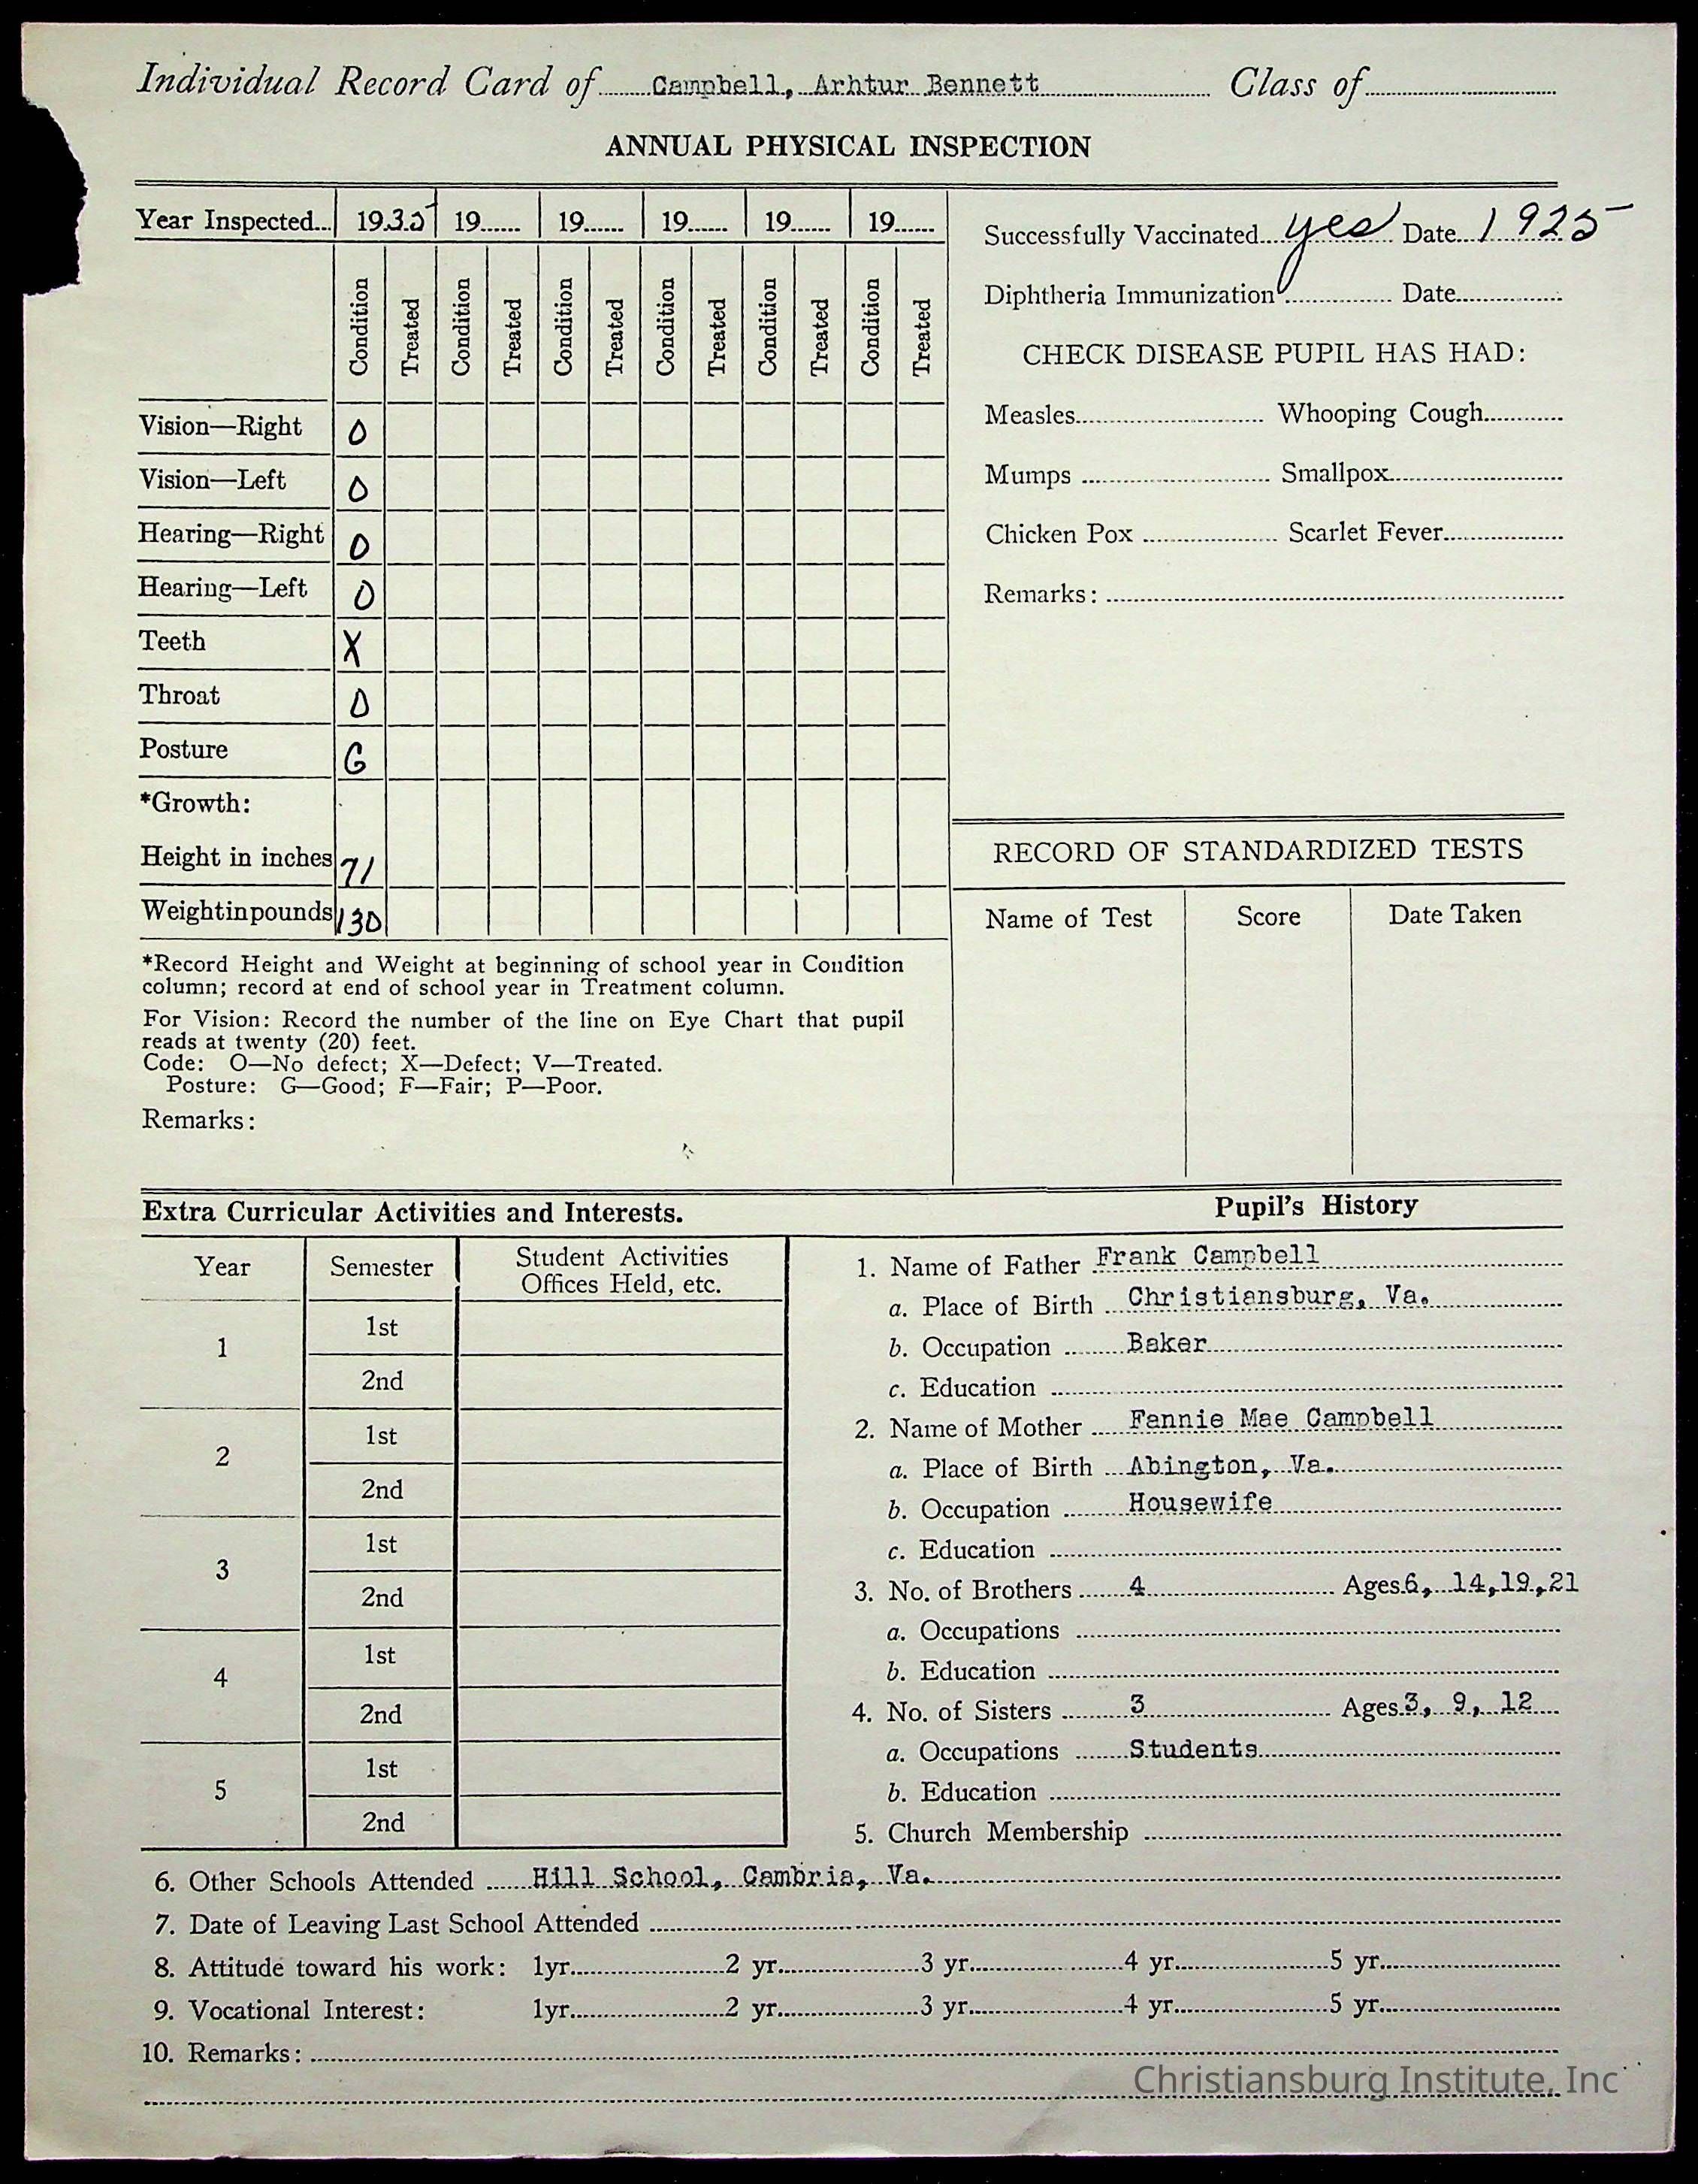 Individual Record Card of Campbell, Arhtur Bennett Class of
ANNUAL PHYSICAL INSPECTION
Year Inspected... 1935 19...... 19...... 19...... 19...... 19......
Condition Treated Condition Treated Condition Treated Condition Treated Condition Treated Condition Treated
Vision—Right O
Vision—Left O
Hearing—Right O
Hearing—Left O
Teeth X
Throat O
Posture G
*Growth:
Height in inches 71
Weight in pounds 130
*Record Height and Weight at beginning of school year in Condition
column; record at end of school year in Treatment column.
For Vision: Record the number of the line on Eye Chart that pupil
reads at twenty (20) feet.
Code: O—No defect; X—Defect; V—Treated.
Posture: G—Good; F—Fair; P—Poor.
Remarks:
Successfully Vaccinated yes Date 1925
Diphtheria Immunization Date
CHECK DISEASE PUPIL HAS HAD:
Measles Whooping Cough
Mumps Smallpox
Chicken Pox Scarlet Fever
Remarks:
RECORD OF STANDARDIZED TESTS
Name of Test Score Date Taken
Extra Curricular Activities and Interests.
Year Semester Student Activities
Offices Held, etc.
1 1st
2nd
2 1st
2nd
3 1st
2nd
4 1st
2nd
5 1st
2nd
Pupil's History
1. Name of Father Frank Campbell
a. Place of Birth Christiansburg, Va.
b. Occupation Baker
c. Education
2. Name of Mother Fannie Mae Campbell
a. Place of Birth Abington, Va.
b. Occupation Housewife
c. Education
3. No. of Brothers 4 Ages 6, 14,19,21
a. Occupations
b. Education
4. No. of Sisters 3 Ages 3, 9, 12
a. Occupations Students
b. Education
5. Church Membership
6. Other Schools Attended Hill School, Cambria, Va.
7. Date of Leaving Last School Attended
8. Attitude toward his work: 1yr. 2 yr. 3 yr. 4 yr. 5 yr.
9. Vocational Interest: 1yr. 2 yr. 3 yr. 4 yr. 5 yr.
10. Remarks:
Christiansburg Institute, Inc